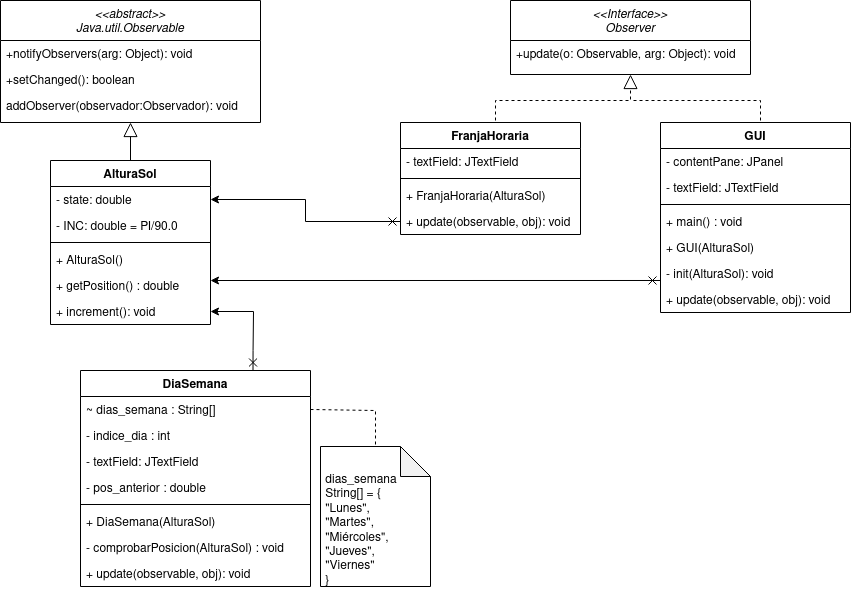 <<abstract>>
Java.util.Observable
+notifyObservers(arg: Object): void
+setChanged(): boolean
addObserver(observador:Observador): void
<<Interface>>
Observer
+update(o: Observable, arg: Object): void
AlturaSol
- state: double
- INC: double = PI/90.0
+ AlturaSol()
+ getPosition() : double
+ increment(): void
FranjaHoraria
- textField: JTextField
+ FranjaHoraria(AlturaSol)
+ update(observable, obj): void
GUI
- contentPane: JPanel
- textField: JTextField
+ main() : void
+ GUI(AlturaSol)
- init(AlturaSol): void
+ update(observable, obj): void
DiaSemana
~ dias_semana : String[]
- indice_dia : int
- textField: JTextField
- pos_anterior : double
+ DiaSemana(AlturaSol)
- comprobarPosicion(AlturaSol) : void
+ update(observable, obj): void
dias_semana
String[] = {
"Lunes",
"Martes",
"Miércoles",
"Jueves",
"Viernes"
}